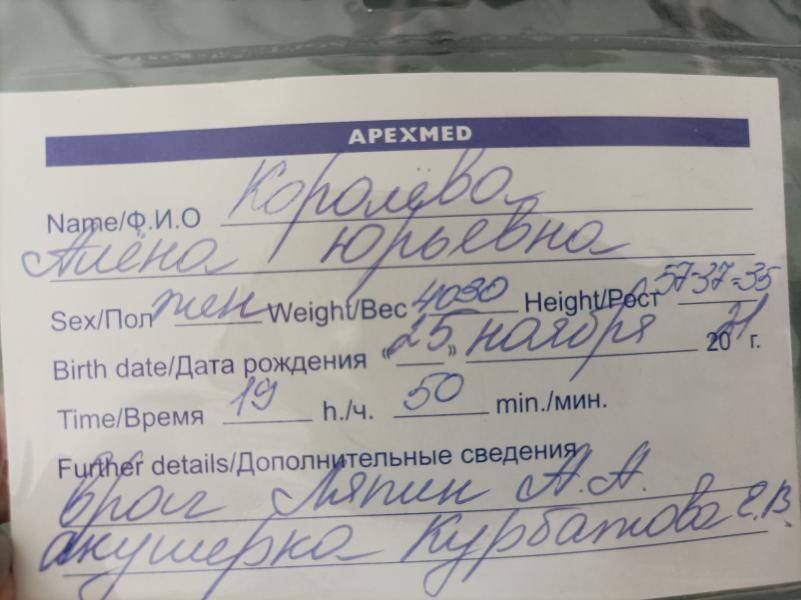 APEXMED
Name/Ф.И.О Королёва
Алёна Юрьевна
Sex/Пол жен Weight/Вес 4030 Height/Рост 57-37-35
Birth date/Дата рождения «25» ноября 2021 г.
Time/Время 19 h./ч. 50 min./мин.
Further details/Дополнительные сведения
врач Ляпин А.А.
акушерка Курбатова Е.В.